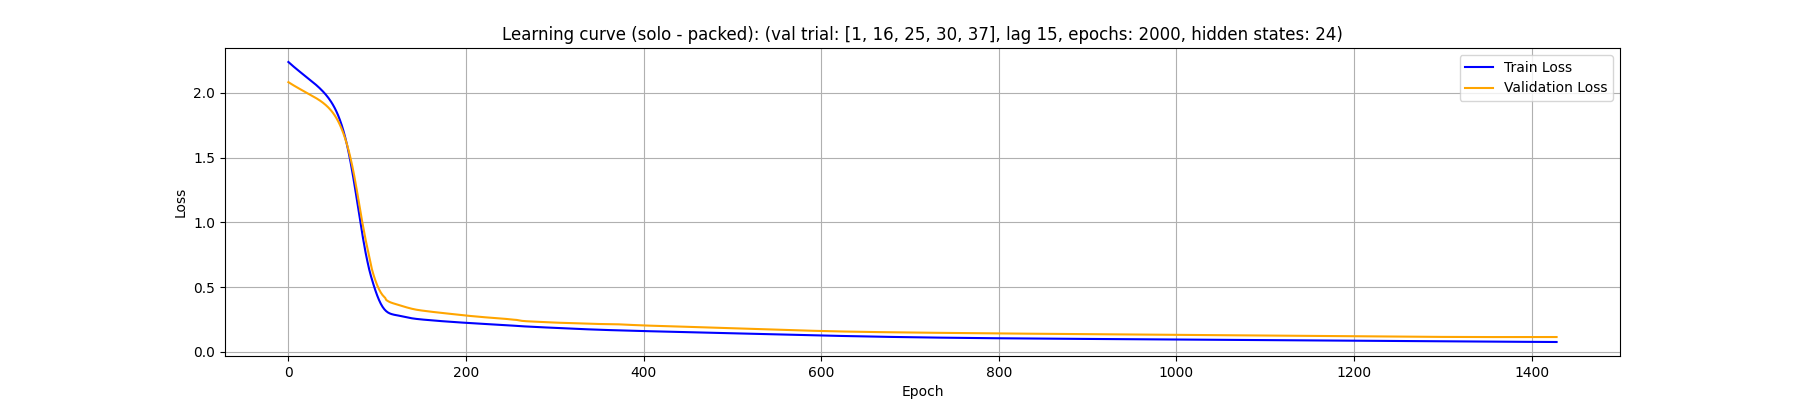 Learning curve (solo - packed): (val trial: [1, 16, 25, 30, 37], lag 15, epochs: 2000, hidden states: 24)
Train Loss
Validation Loss
2.0
1.5
1.0
0.5
0.0
Loss
0 200 400 600 800 1000 1200 1400
Epoch